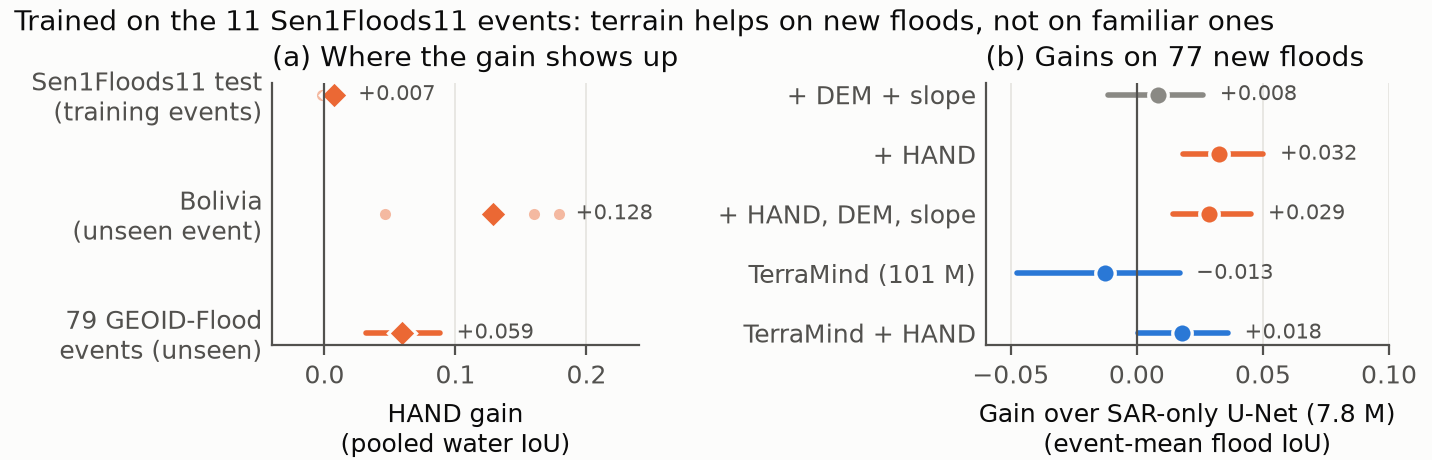 Trained on the 11 Sen1Floods11 events: terrain helps on new floods, not on familiar ones
(a) Where the gain shows up
Sen1Floods11 test
(training events)
+0.007
Bolivia
(unseen event)
+0.128
79 GEOID-Flood
events (unseen)
+0.059
0.0 0.1 0.2
HAND gain
(pooled water IoU)
(b) Gains on 77 new floods
+ DEM + slope +0.008
+ HAND +0.032
+ HAND, DEM, slope +0.029
TerraMind (101 M) −0.013
TerraMind + HAND +0.018
−0.05 0.00 0.05 0.10
Gain over SAR-only U-Net (7.8 M)
(event-mean flood IoU)